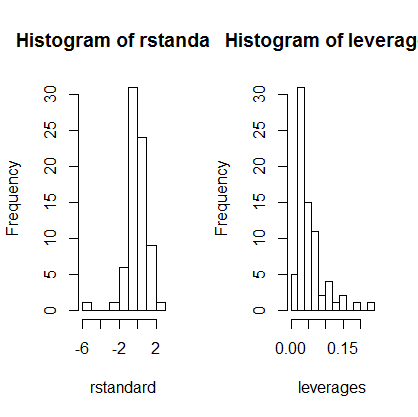 Histogram of rstanda
Histogram of leverag
Frequency
0 5 10 15 20 25 30
-6 -2 2
rstandard
Frequency
0 5 10 15 20 25 30
0.00 0.15
leverages